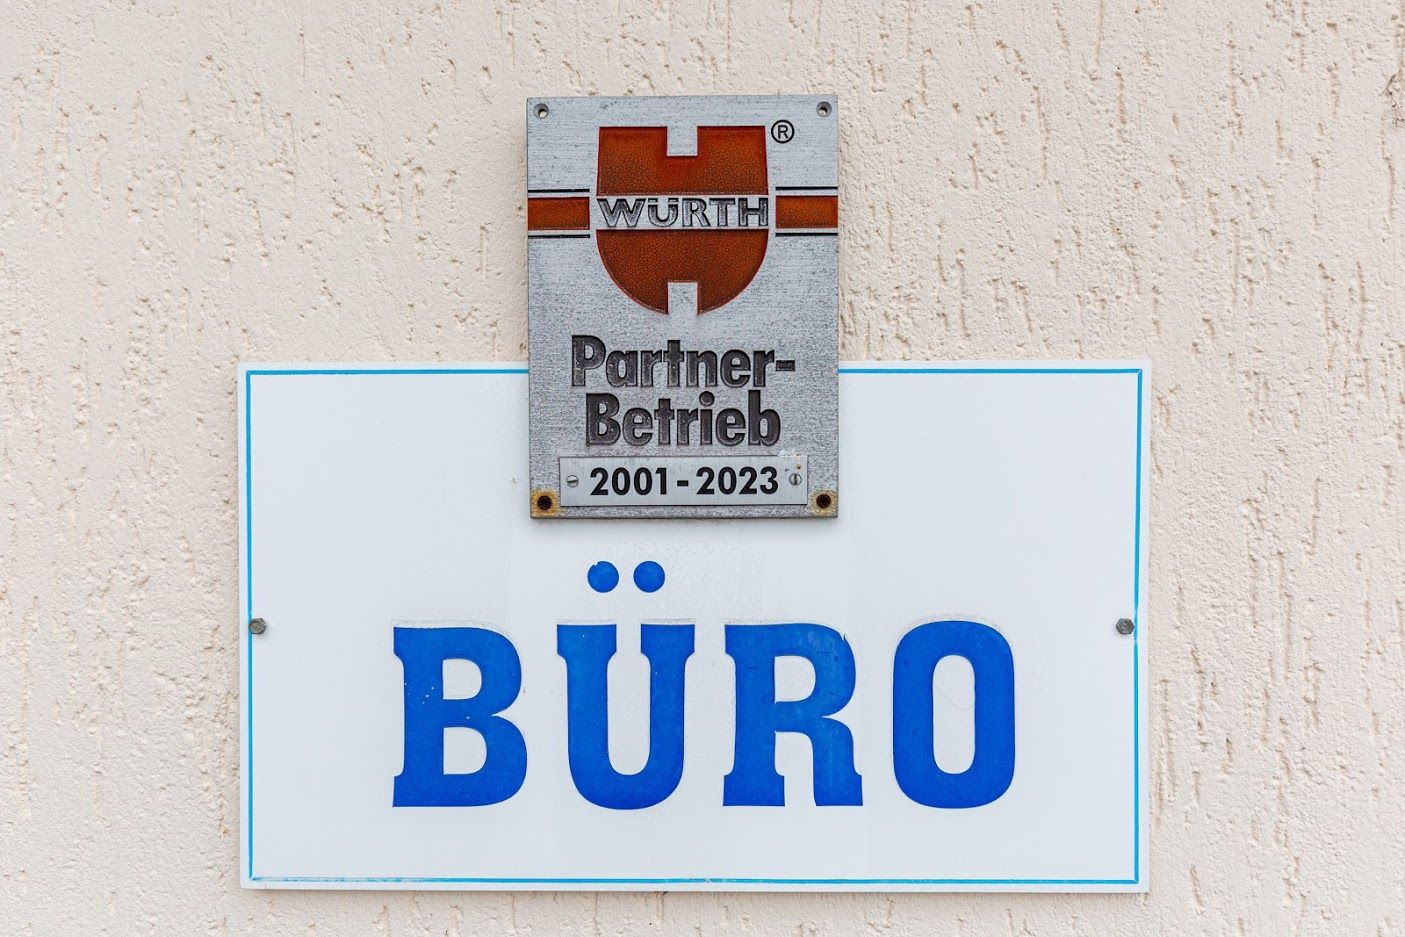 ®
WÜRTH
Partner-
Betrieb
2001-2023
BÜRO